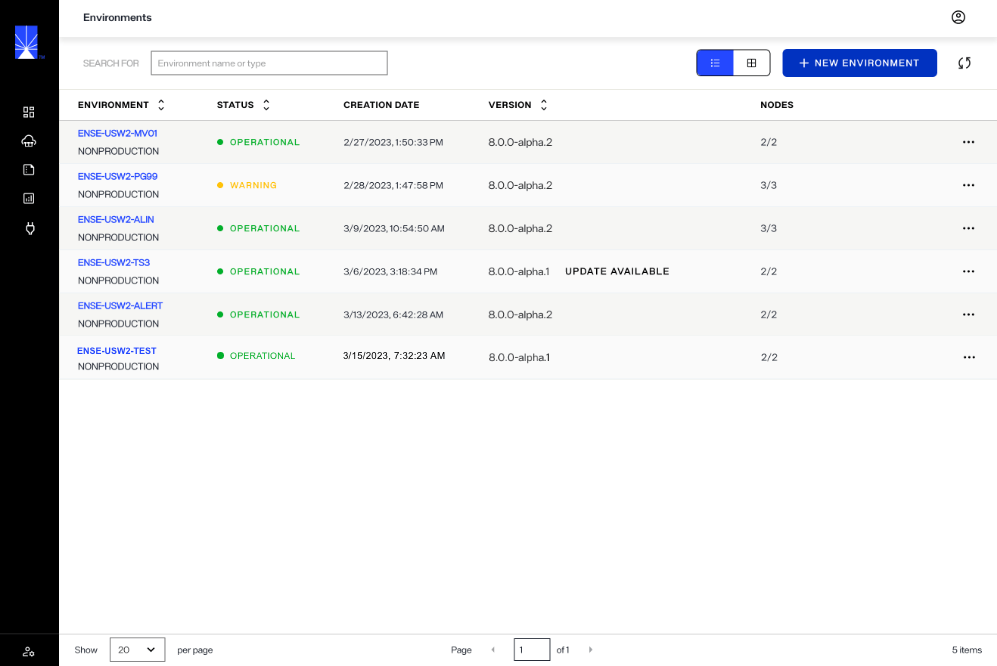 Environments
SEARCH FOR Environment name or type + NEW ENVIRONMENT
ENVIRONMENT STATUS CREATION DATE VERSION NODES
ENSE-USW2-MV01
NONPRODUCTION OPERATIONAL 2/27/2023, 1:50:33 PM 8.0.0-alpha.2 2/2 ...
ENSE-USW2-PG99
NONPRODUCTION WARNING 2/28/2023, 1:47:58 PM 8.0.0-alpha.2 3/3 ...
ENSE-USW2-ALIN
NONPRODUCTION OPERATIONAL 3/9/2023, 10:54:50 AM 8.0.0-alpha.2 3/3 ...
ENSE-USW2-TS3
NONPRODUCTION OPERATIONAL 3/6/2023, 3:18:34 PM 8.0.0-alpha.1 UPDATE AVAILABLE 2/2 ...
ENSE-USW2-ALERT
NONPRODUCTION OPERATIONAL 3/13/2023, 6:42:28 AM 8.0.0-alpha.2 2/2 ...
ENSE-USW2-TEST
NONPRODUCTION OPERATIONAL 3/15/2023, 7:32:23 AM 8.0.0-alpha.1 2/2 ...
Show 20 per page Page 1 of 1 5 items